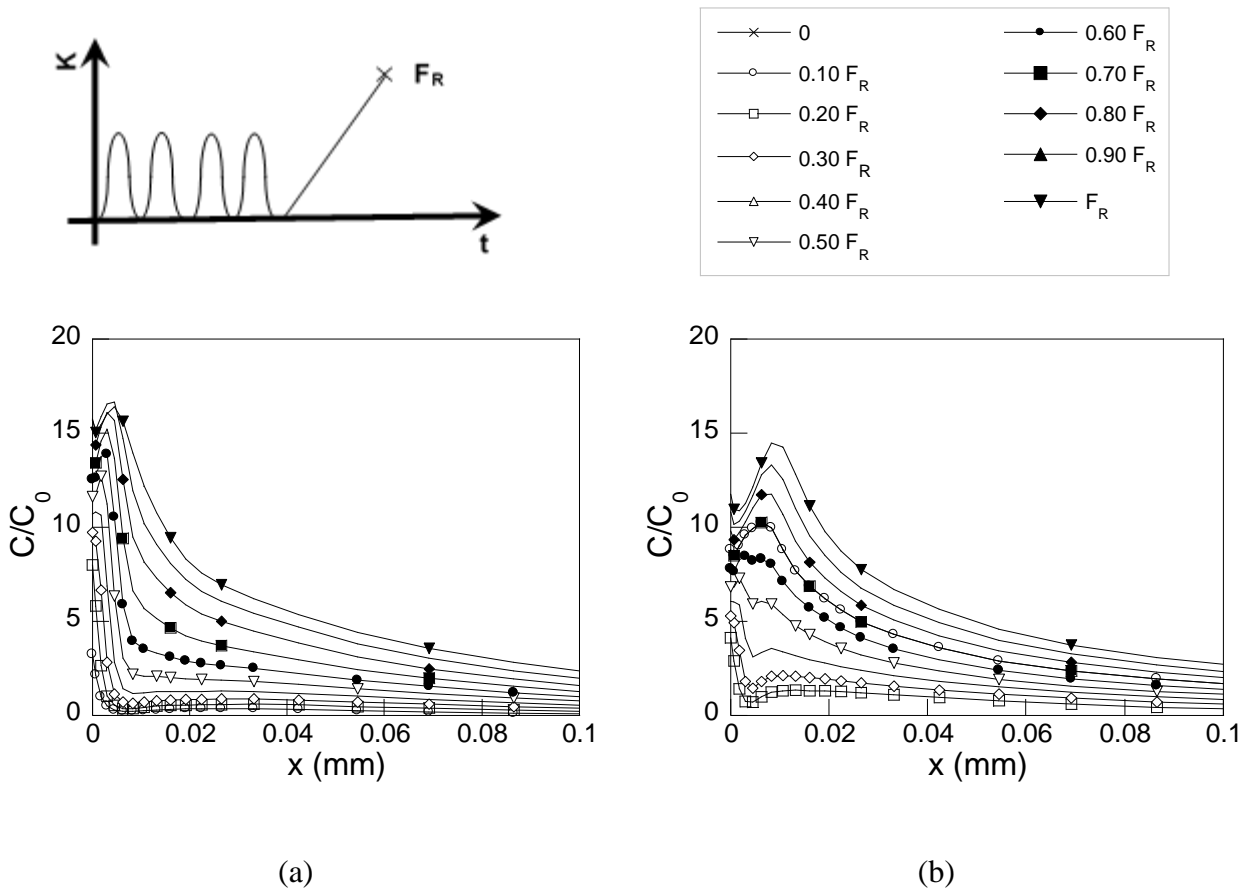 K
F_R
t
0
0.10 F_R
0.20 F_R
0.30 F_R
0.40 F_R
0.50 F_R
0.60 F_R
0.70 F_R
0.80 F_R
0.90 F_R
F_R
20
15
10
5
0
C/C_0
0 0.02 0.04 0.06 0.08 0.1
x (mm)
20
15
10
5
0
C/C_0
0 0.02 0.04 0.06 0.08 0.1
x (mm)
(a)
(b)